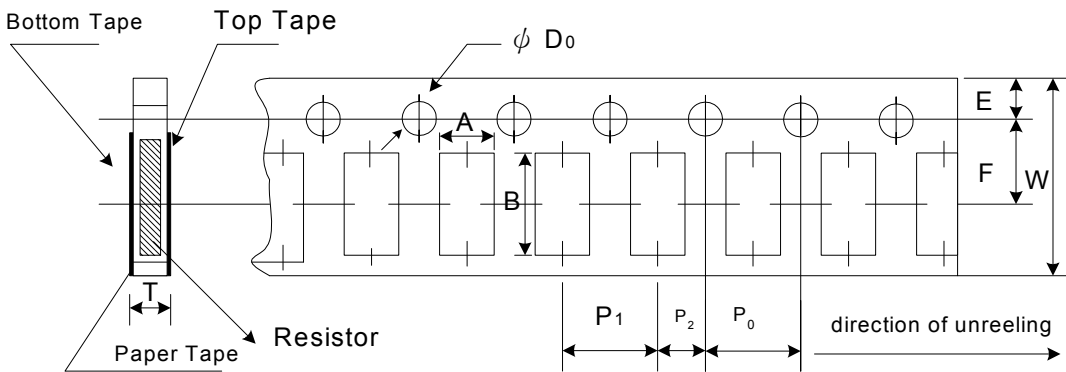 Bottom Tape
Top Tape
ϕ D0
E
A
F
W
B
T
P1
P2
P0
direction of unreeling
Resistor
Paper Tape